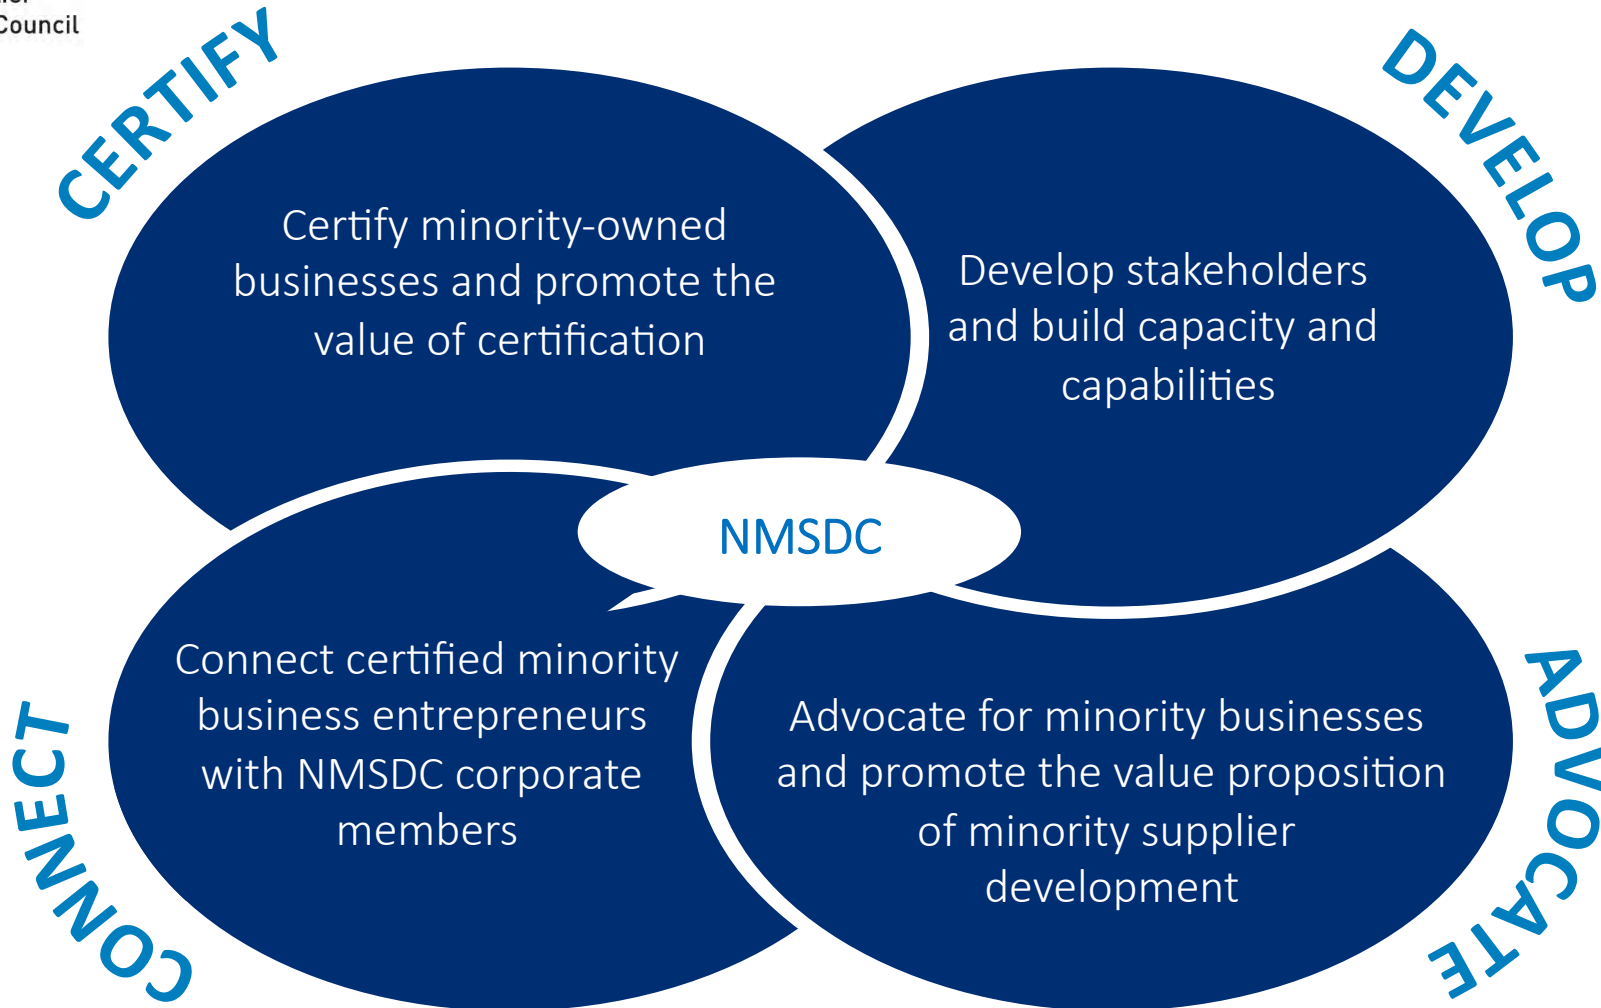 Council
CERTIFY
DEVELOP
Certify minority-owned
businesses and promote the
value of certification
Develop stakeholders
and build capacity and
capabilities
NMSDC
CONNECT
ADVOCATE
Connect certified minority
business entrepreneurs
with NMSDC corporate
members
Advocate for minority businesses
and promote the value proposition
of minority supplier
development